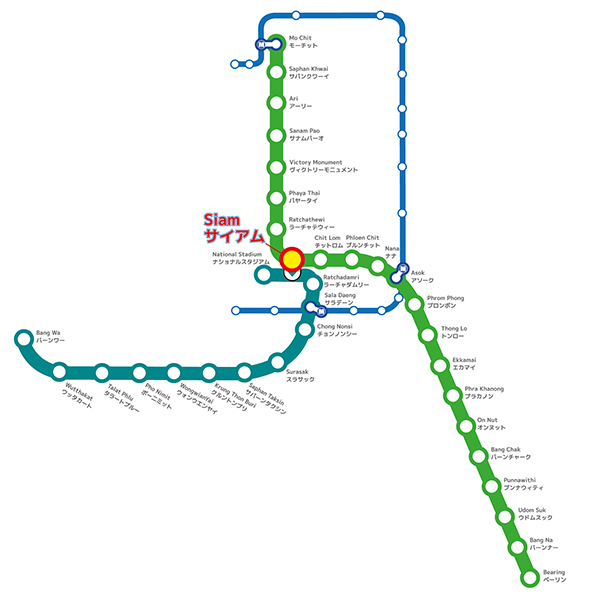 Mo Chit
モーチット
Saphan Khwai
サパンクワーイ
Ari
アーリー
Sanam Pao
サナムパーオ
Victory Monument
ヴィクトリーモニュメント
Phaya Thai
パヤータイ
Ratchathewi
ラーチャテウィー
Siam
サイアム
Chit Lom
チットロム
Phloen Chit
プルンチット
Nana
ナナ
National Stadium
ナショナルスタジアム
Asok
アソーク
Ratchadamri
ラーチャダムリー
Sala Daeng
サラデーン
Chong Nonsi
チョンノンシー
Surasak
スラサック
Saphan Taksin
サパーンタクシン
Krung Thon Buri
クルントンブリ
Wongwianlai
ウォンウエンヤイ
Pho Nimit
ポーニミット
Talat Phlu
タラートプルー
Wutthakat
ウッタカート
Bang Wa
バーンワー
Phrom Phong
プロンポン
Thong Lo
トンロー
Ekkamai
エカマイ
Phra Khanong
プラカノン
On Nut
オンヌット
Bang Chak
バーンチャーク
Punnawithi
プンナウィティ
Udom Suk
ウドムスック
Bang Na
バーンナー
Bearing
ベーリン